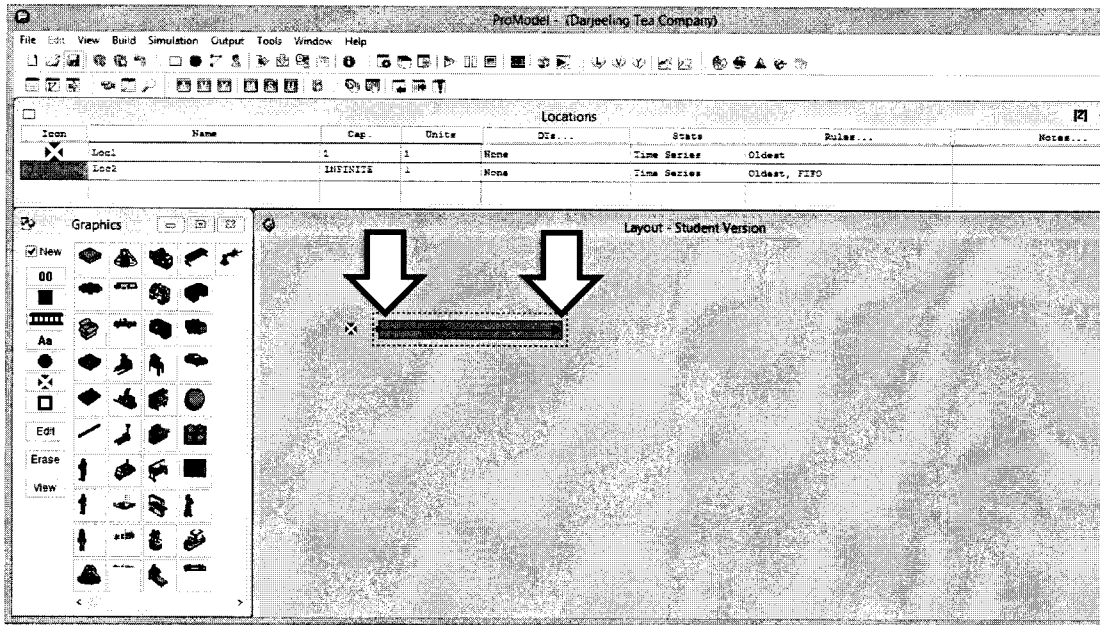 ProModel - (Darjeeling Tea Company)
File Edit View Build Simulation Output Tools Window Help
Locations
[2]
Icon Name Cap. Units DTs... Stats Rules... Notes...
Loc1 1 1 None Time Series Oldest
Loc2 INFINITE 1 None Time Series Oldest, FIFO
Graphics
Layout - Student Version
New
00
Aa
Edit
Erase
View